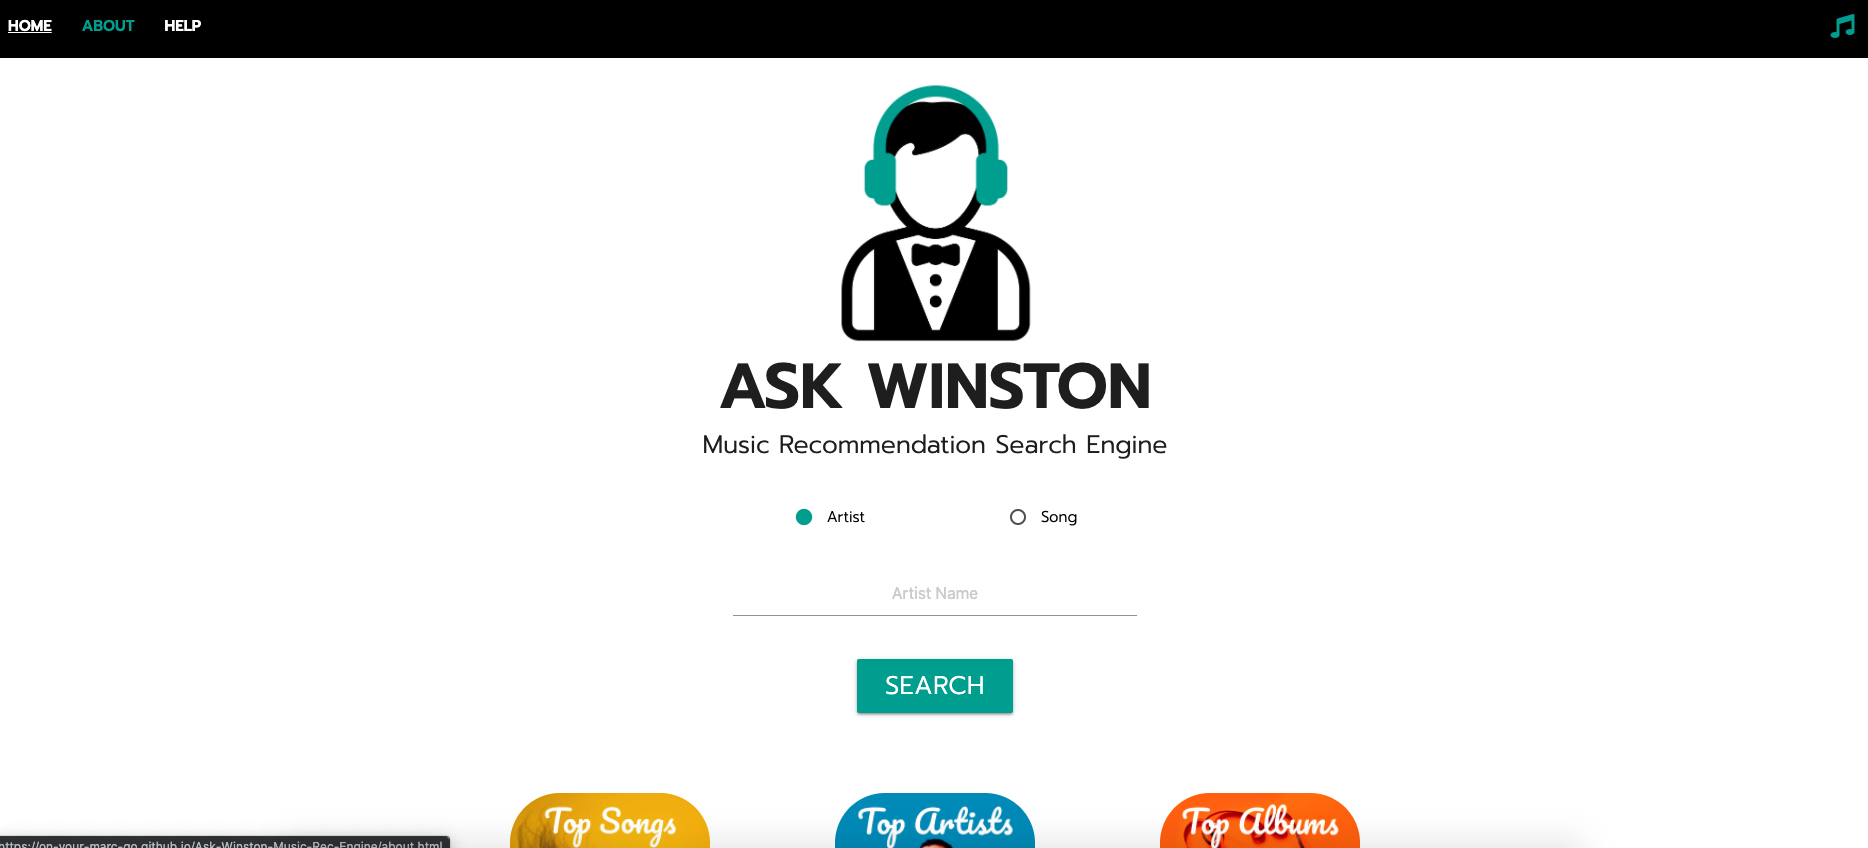 HOME ABOUT HELP
ASK WINSTON
Music Recommendation Search Engine
Artist Song
Artist Name
SEARCH
Top Songs Top Artists Top Albums
https://on-your-marc-go.github.io/Ask-Winston-Music-Rec-Engine/about.html